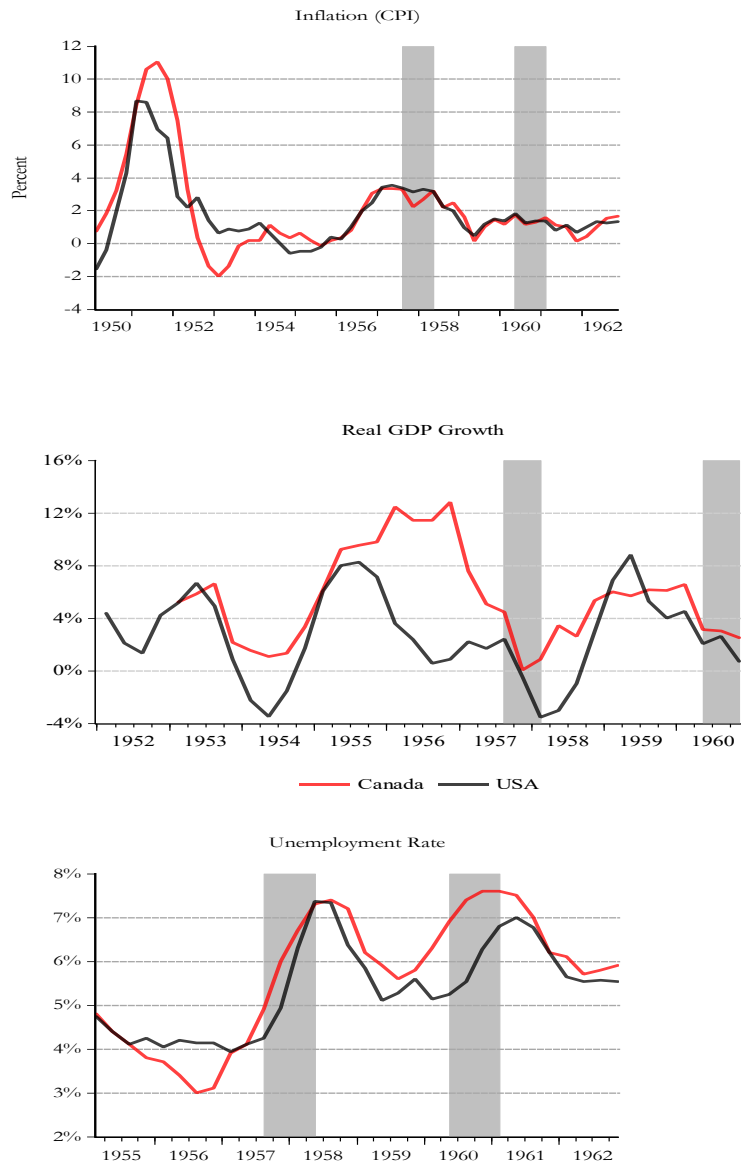 Inflation (CPI)
12
10
8
6
4
2
0
-2
-4
Percent
1950 1952 1954 1956 1958 1960 1962
Real GDP Growth
16%
12%
8%
4%
0%
-4%
1952 1953 1954 1955 1956 1957 1958 1959 1960
Canada USA
Unemployment Rate
8%
7%
6%
5%
4%
3%
2%
1955 1956 1957 1958 1959 1960 1961 1962